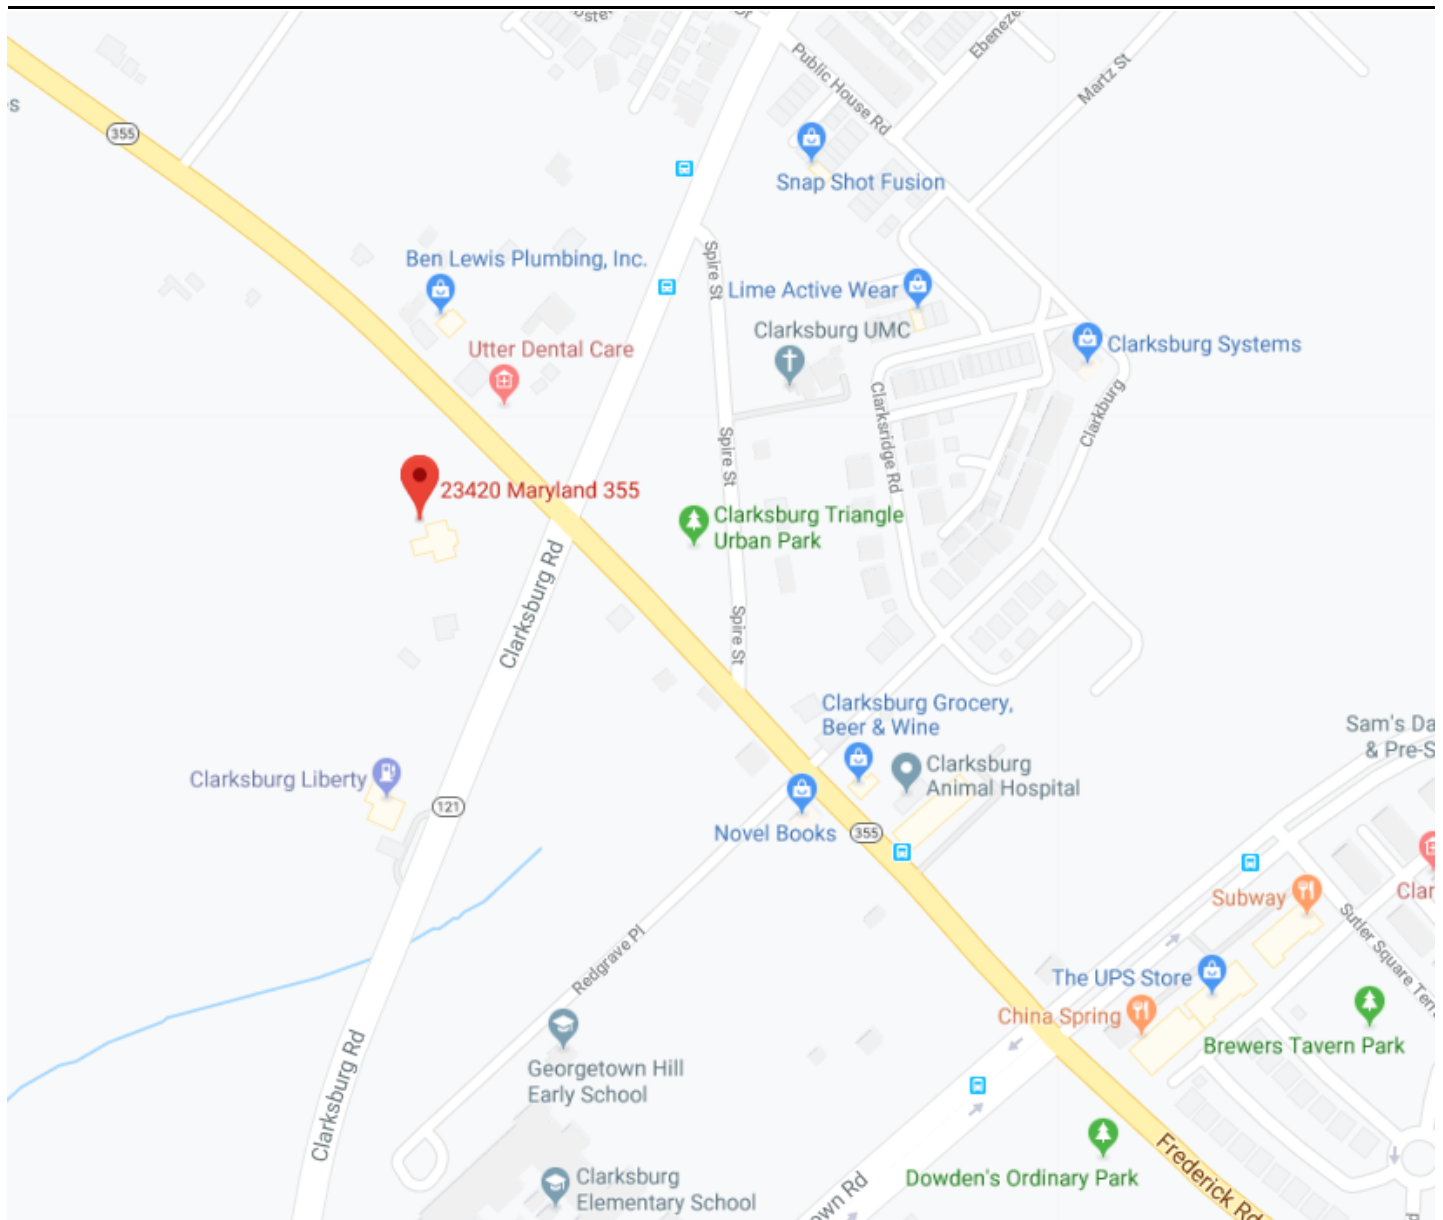 Ebenezer
Public House Rd
Martz St
355
Snap Shot Fusion
Spire St
Ben Lewis Plumbing, Inc.
Lime Active Wear
Clarksburg UMC
Utter Dental Care
Clarksburg Systems
Clarksridge Rd
Clarkburg
Spire St
23420 Maryland 355
Clarksburg Triangle
Urban Park
Clarksburg Rd
Spire St
Clarksburg Grocery,
Beer & Wine
Sam's Da
& Pre-S
Clarksburg
Animal Hospital
Clarksburg Liberty
121
Novel Books
355
Subway
Clar
Sutler Square Terra
Redgrave Pl
The UPS Store
China Spring
Brewers Tavern Park
Georgetown Hill
Early School
Clarksburg Rd
Dowden's Ordinary Park
Frederick Rd
Clarksburg
Elementary School
own Rd